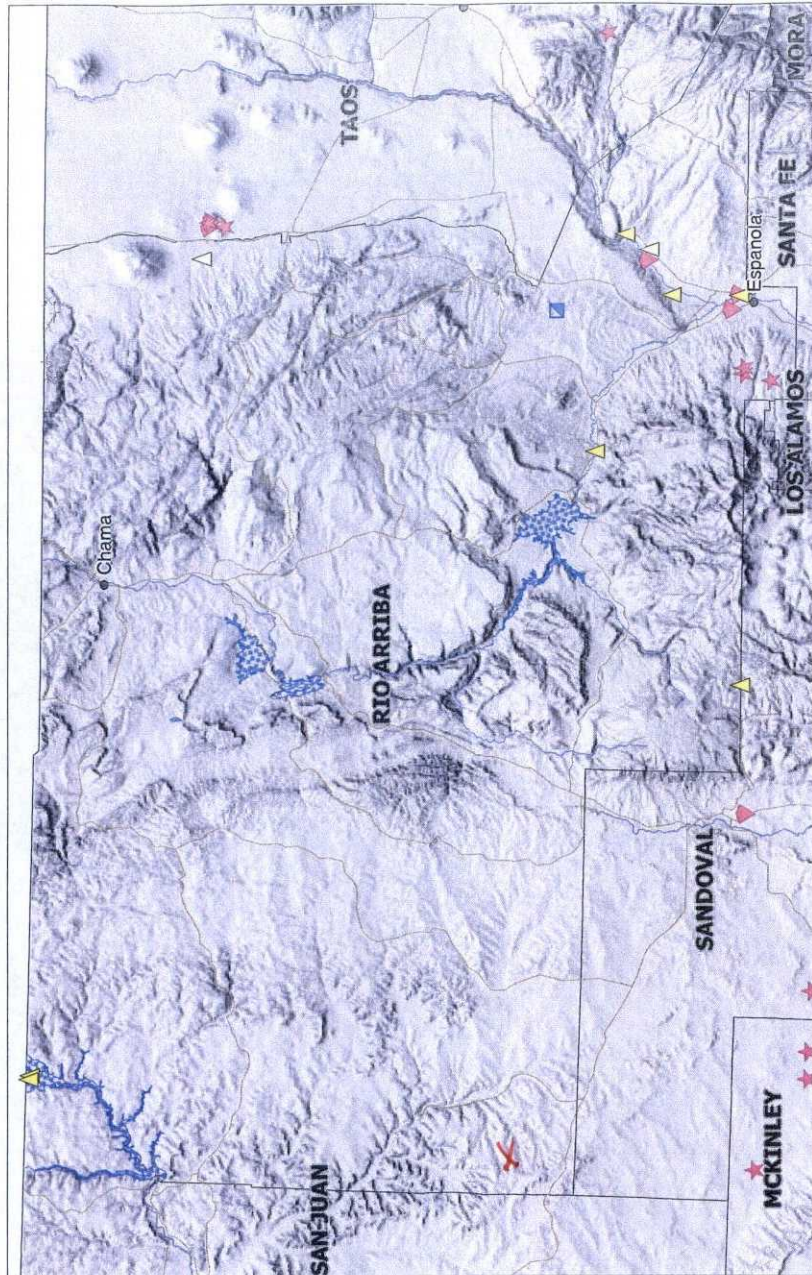 Chama
TAOS
RIO ARRIBA
SAN JUAN
Espanola
MORA
SANTA FE
LOS ALAMOS
SANDOVAL
MCKINLEY